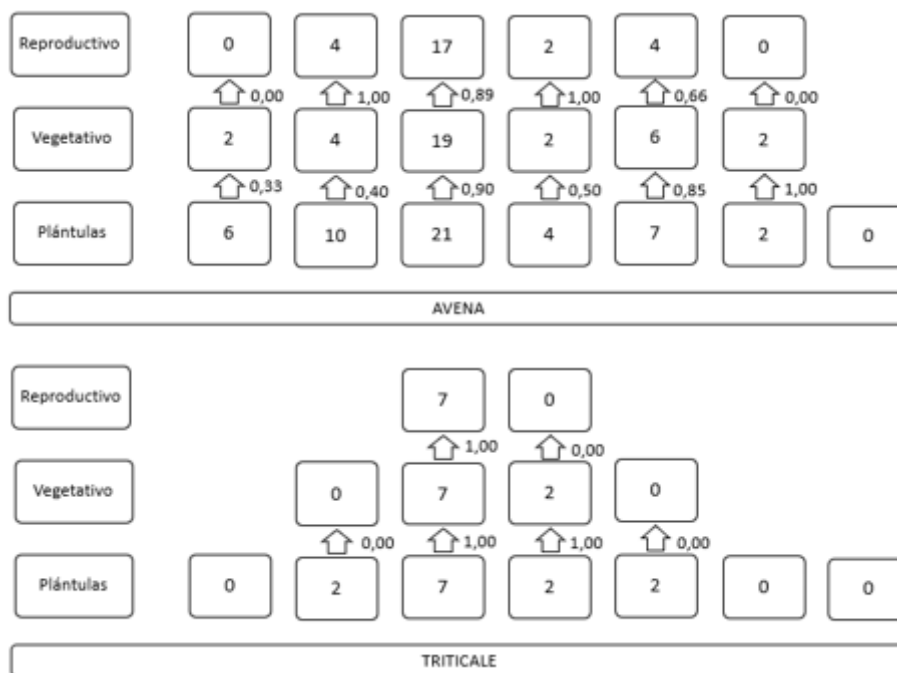 Reproductivo 0 4 17 2 4 0
0,00 1,00 0,89 1,00 0,66 0,00
Vegetativo 2 4 19 2 6 2
0,33 0,40 0,90 0,50 0,85 1,00
Plántulas 6 10 21 4 7 2 0
AVENA
Reproductivo 7 0
1,00 0,00
Vegetativo 0 7 2 0
0,00 1,00 1,00 0,00
Plántulas 0 2 7 2 2 0 0
TRITICALE